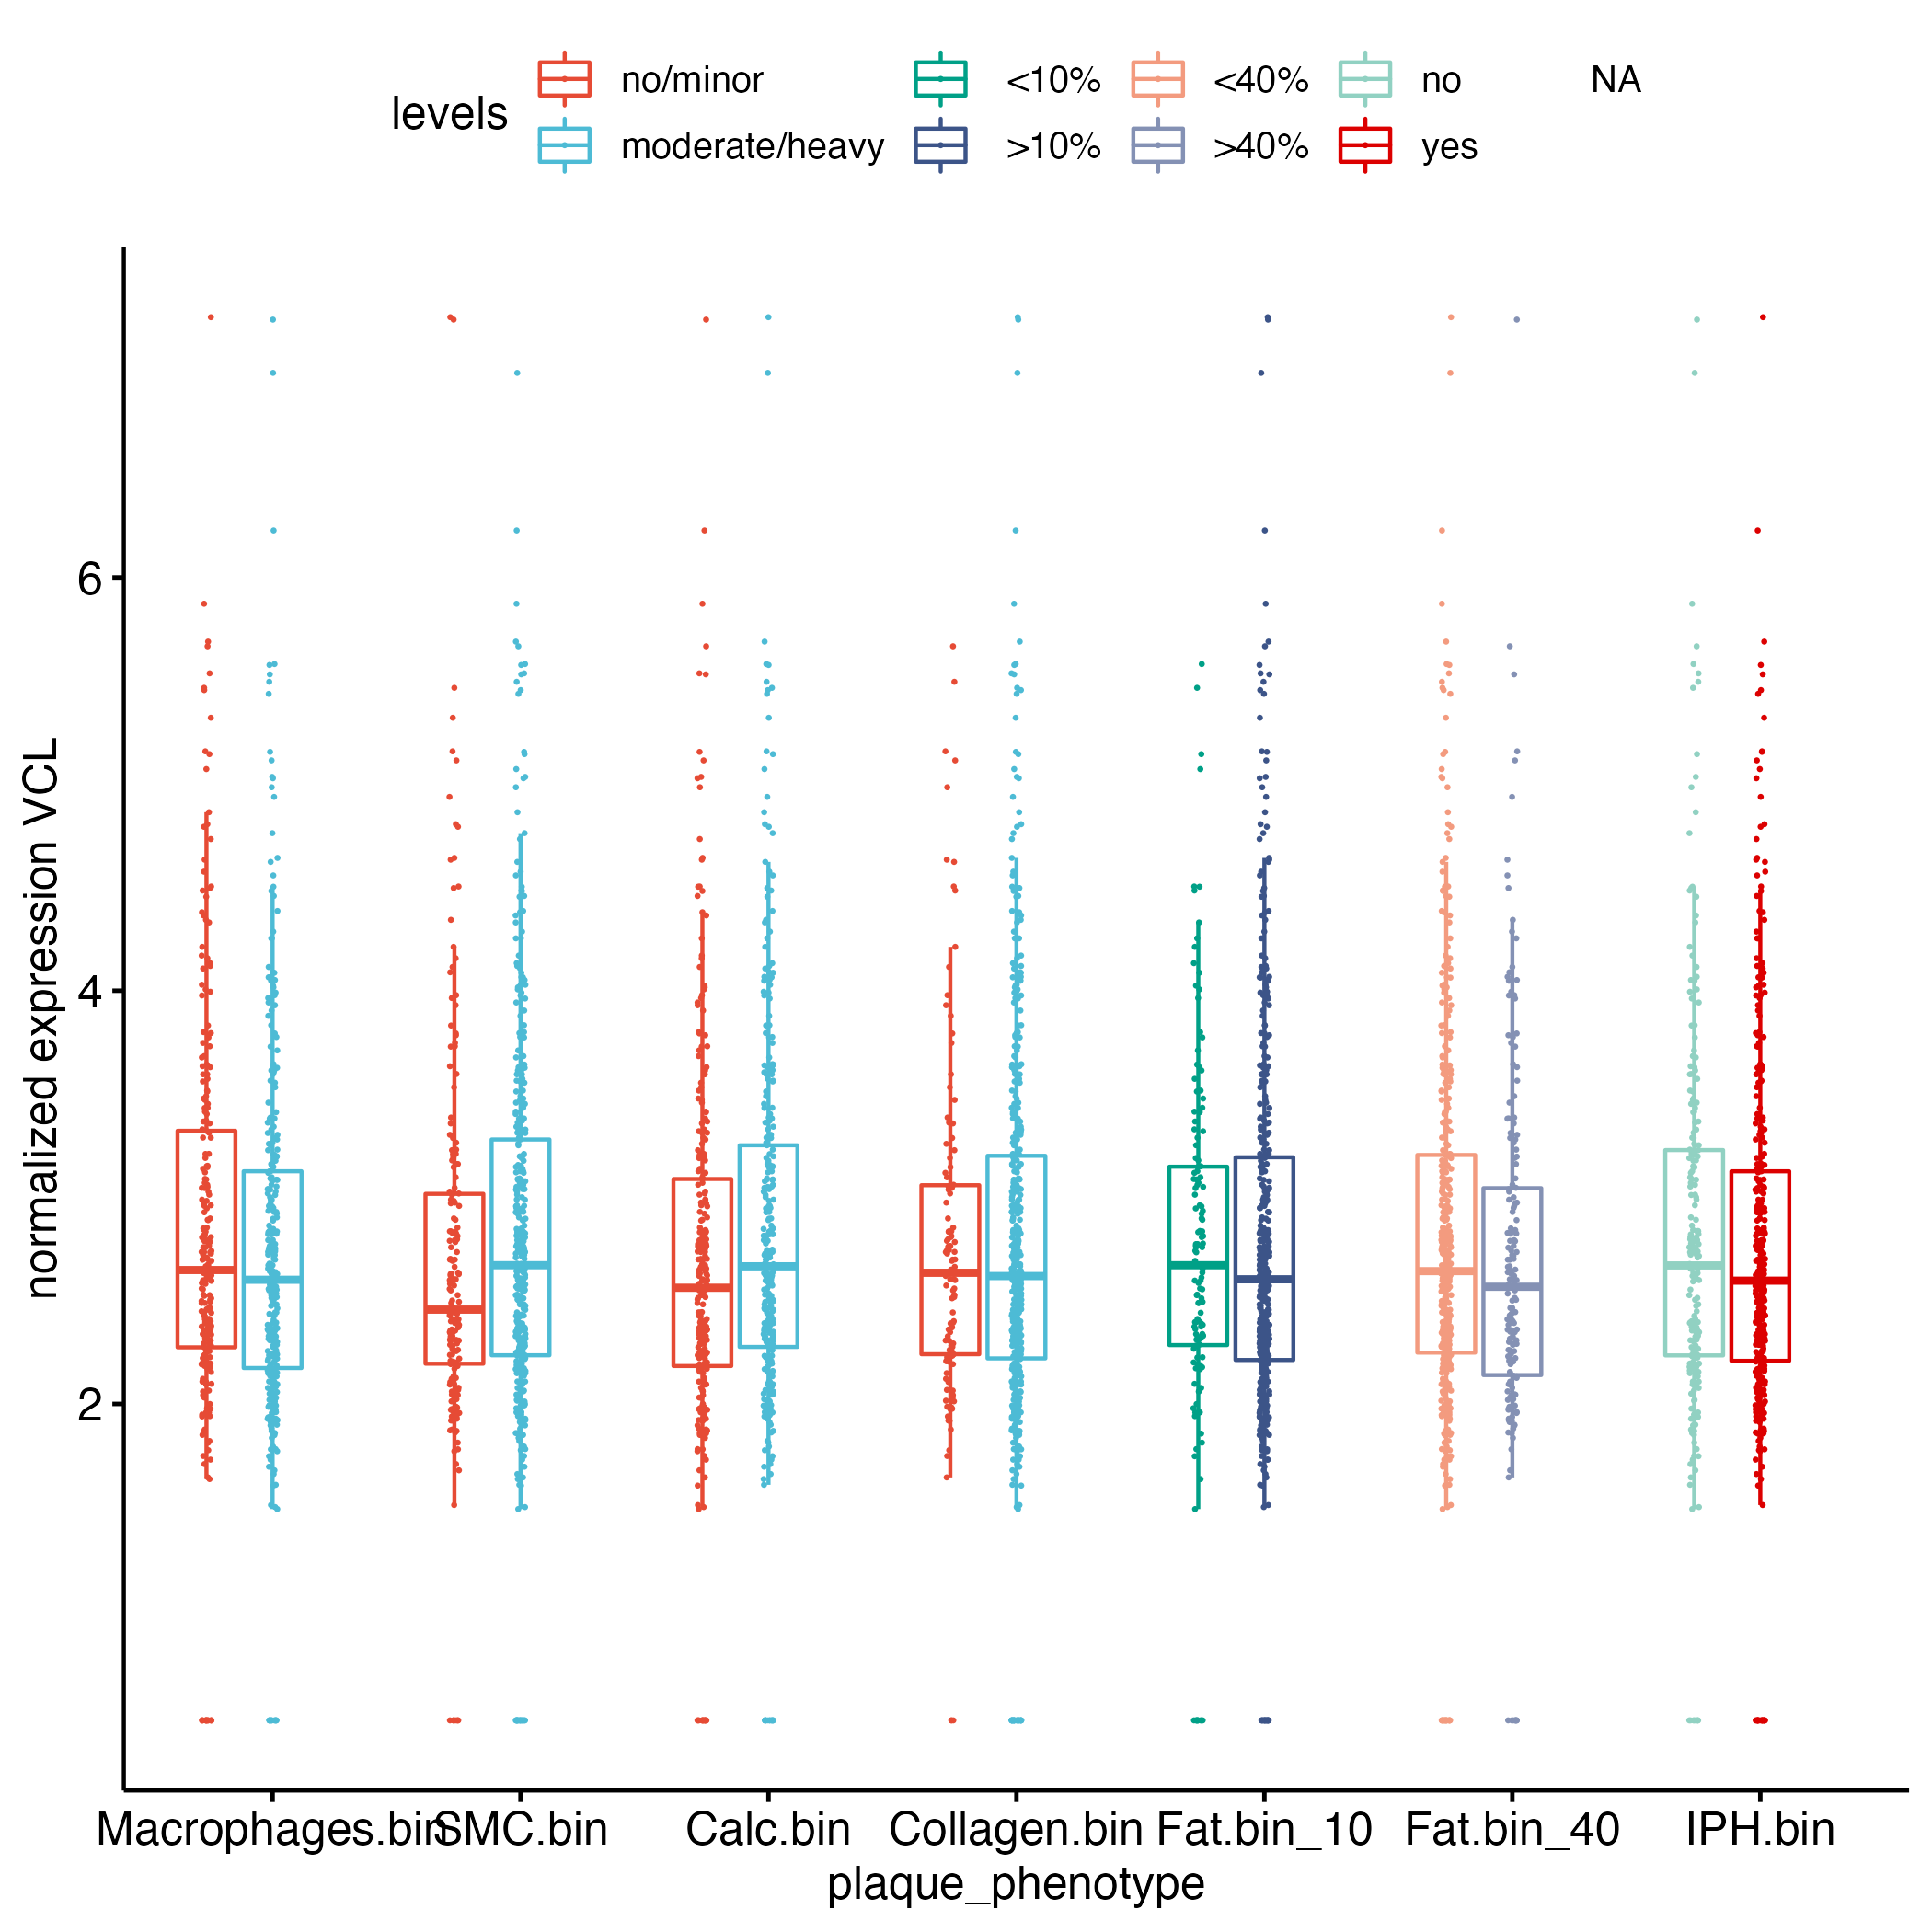 levels
no/minor <10% <40% no NA
moderate/heavy >10% >40% yes
normalized expression VCL
6
4
2
Macrophages.bin SMC.bin Calc.bin Collagen.bin Fat.bin_10 Fat.bin_40 IPH.bin
plaque_phenotype